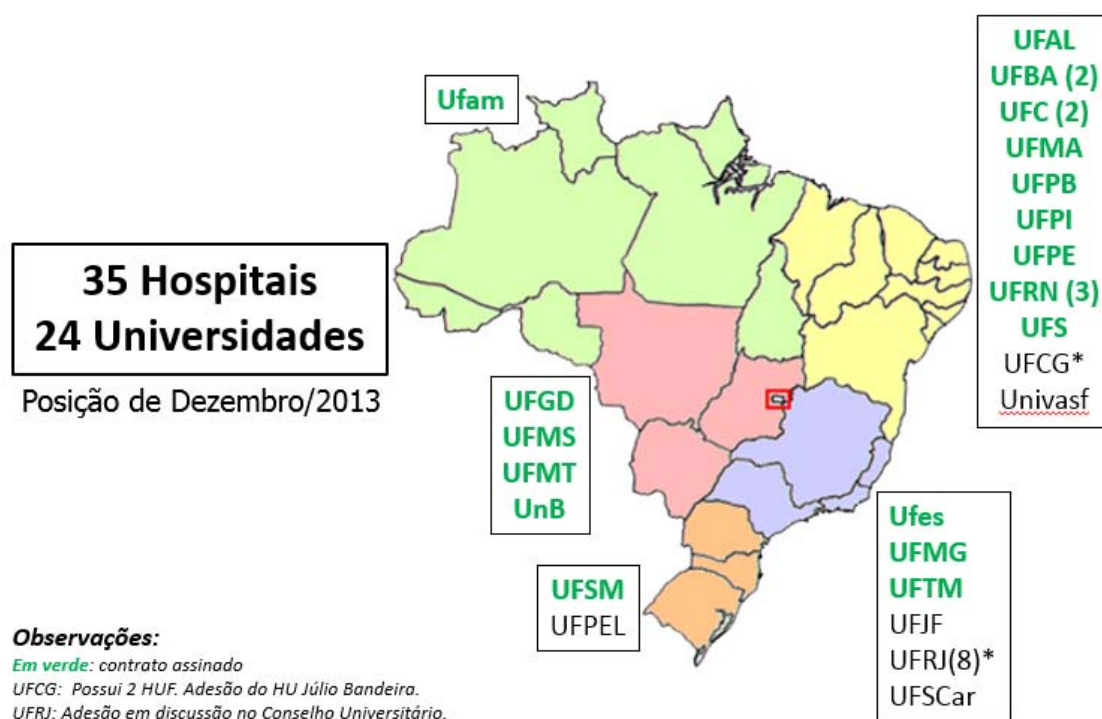 Ufam
UFAL
UFBA (2)
UFC (2)
UFMA
UFPB
UFPI
UFPE
UFRN (3)
UFS
UFCG*
Univasf
35 Hospitais
24 Universidades
Posição de Dezembro/2013
UFGD
UFMS
UFMT
UnB
UFSM
UFPEL
Ufes
UFMG
UFTM
UFJF
UFRJ(8)*
UFSCar
Observações:
Em verde: contrato assinado
UFCG: Possui 2 HUF. Adesão do HU Júlio Bandeira.
UFRJ: Adesão em discussão no Conselho Universitário.